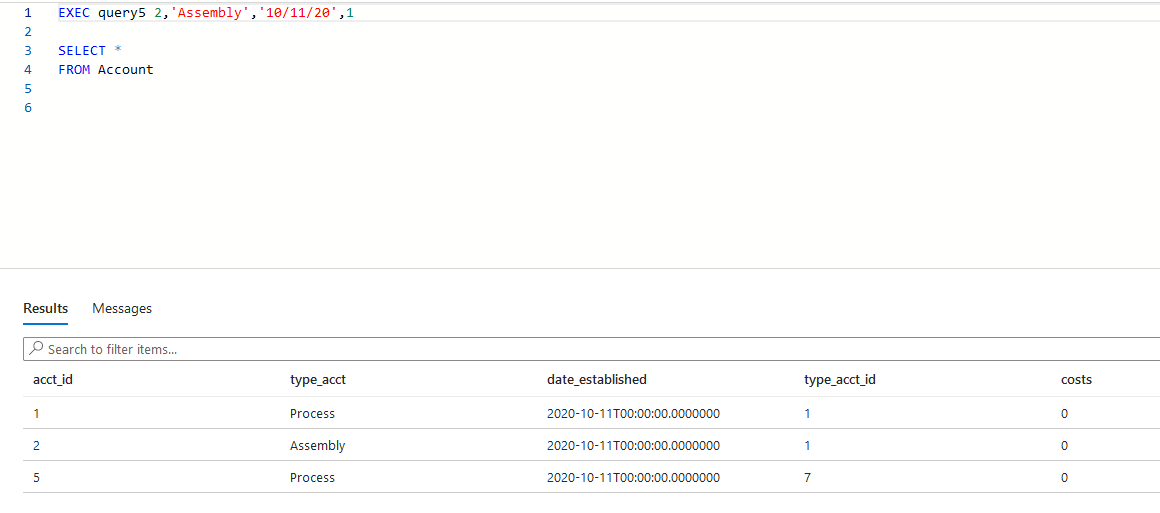 1 EXEC query5 2,'Assembly','10/11/20',1
2
3 SELECT *
4 FROM Account
5
6
Results Messages
Search to filter items...
acct_id type_acct date_established type_acct_id costs
1 Process 2020-10-11T00:00:00.0000000 1 0
2 Assembly 2020-10-11T00:00:00.0000000 1 0
5 Process 2020-10-11T00:00:00.0000000 7 0